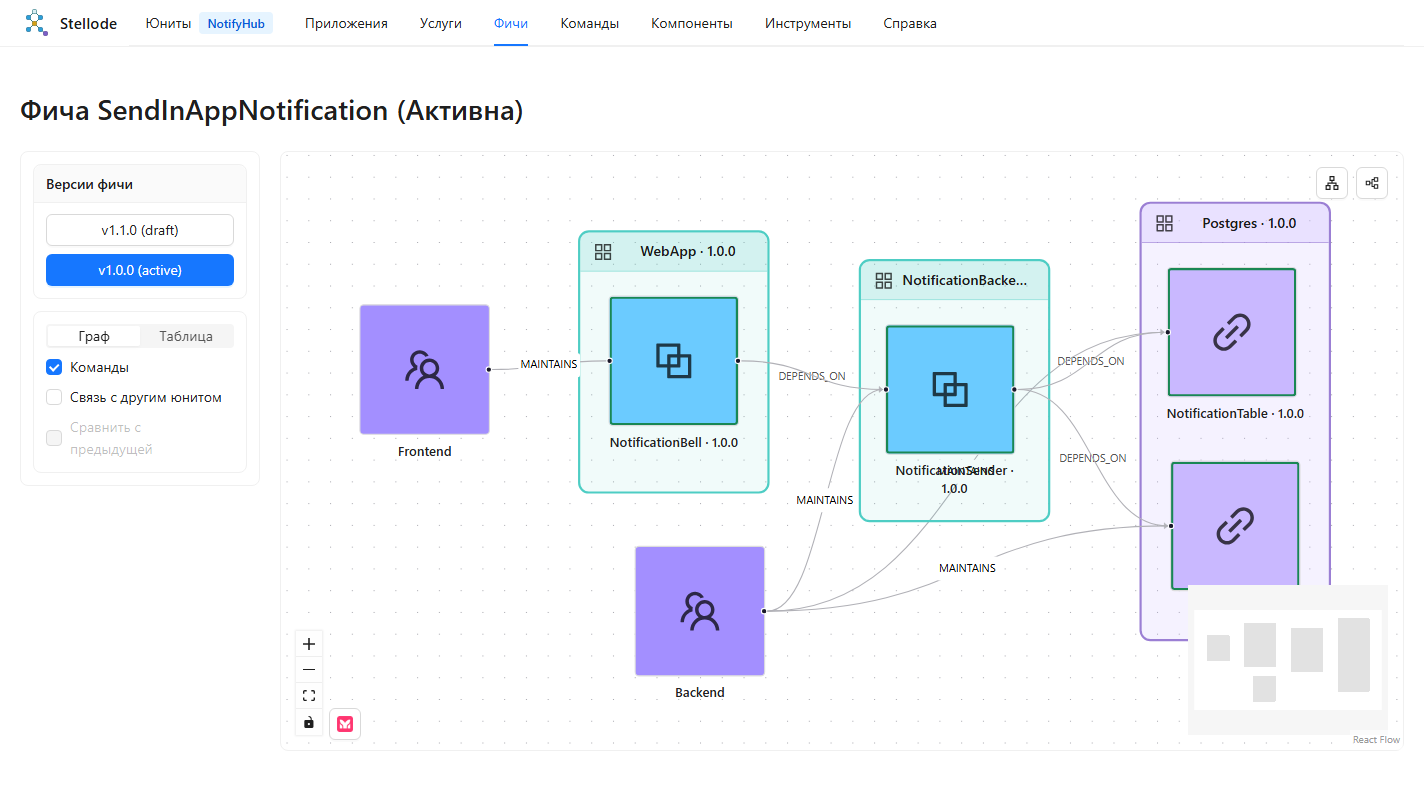 Stellode
Юниты NotifyHub Приложения Услуги Фичи Команды Компоненты Инструменты Справка
Фича SendInAppNotification (Активна)
Версии фичи
v1.1.0 (draft)
v1.0.0 (active)
Граф Таблица
Команды
Связь с другим юнитом
Сравнить с
предыдущей
Postgres · 1.0.0
WebApp · 1.0.0
NotificationBacke...
MAINTAINS
DEPENDS_ON
DEPENDS_ON
NotificationTable · 1.0.0
NotificationBell · 1.0.0
Frontend
DEPENDS_ON
NotificationSender ·
1.0.0
MAINTAINS
MAINTAINS
MAINTAINS
Backend
React Flow